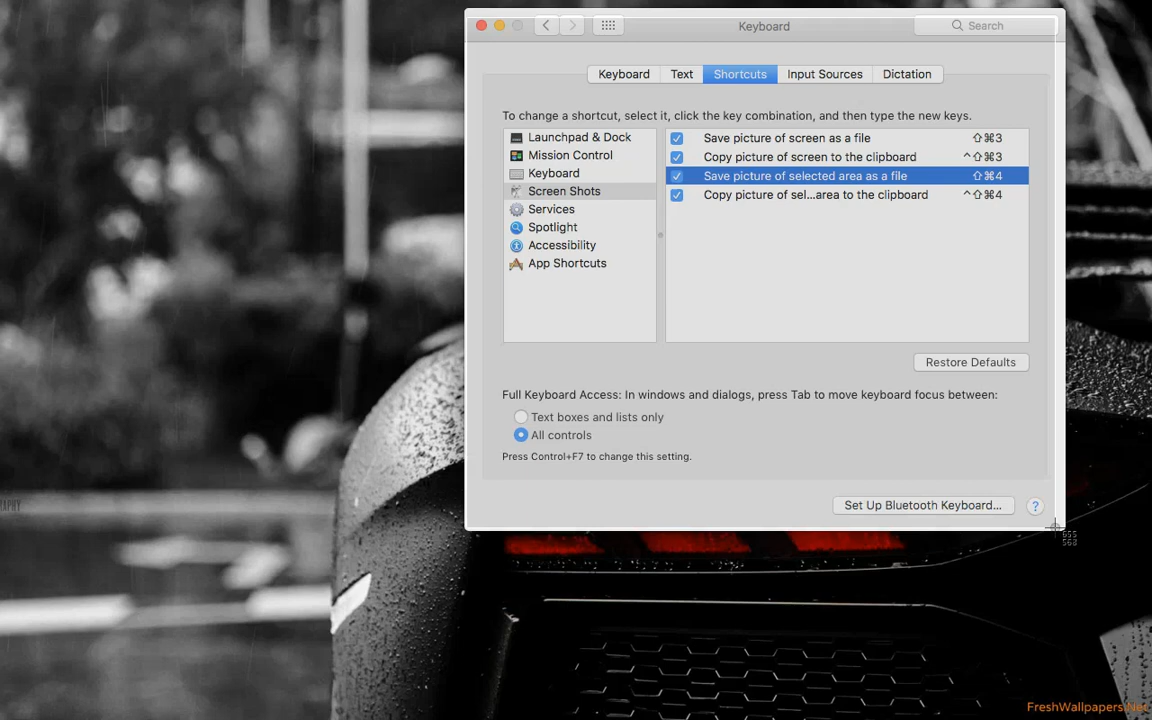 Keyboard
Search
Keyboard Text Shortcuts Input Sources Dictation
To change a shortcut, select it, click the key combination, and then type the new keys.
Launchpad & Dock
Mission Control
Keyboard
Screen Shots
Services
Spotlight
Accessibility
App Shortcuts
Save picture of screen as a file ⇧⌘3
Copy picture of screen to the clipboard ^⇧⌘3
Save picture of selected area as a file ⇧⌘4
Copy picture of sel...area to the clipboard ^⇧⌘4
Restore Defaults
Full Keyboard Access: In windows and dialogs, press Tab to move keyboard focus between:
Text boxes and lists only
All controls
Press Control+F7 to change this setting.
Set Up Bluetooth Keyboard... ?
FreshWallpapers.Net